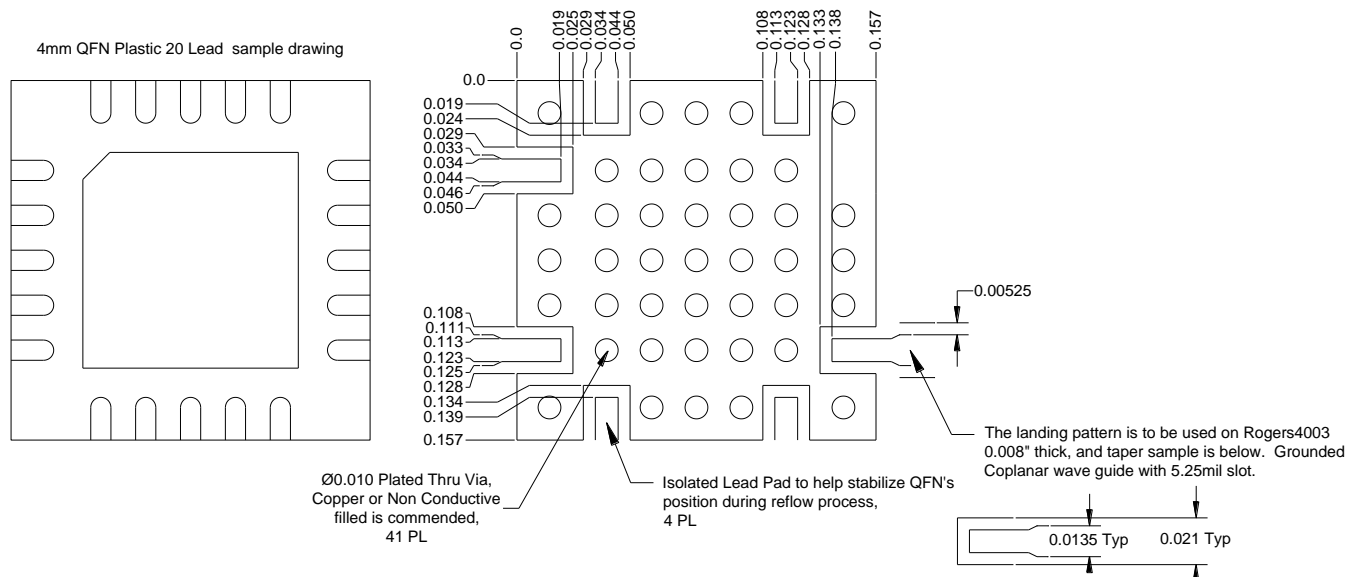 4mm QFN Plastic 20 Lead sample drawing
0.0
0.019
0.025
0.029
0.034
0.044
0.050
0.108
0.113
0.123
0.128
0.133
0.138
0.157
0.0
0.019
0.024
0.029
0.033
0.034
0.044
0.046
0.050
0.108
0.111
0.113
0.123
0.125
0.128
0.134
0.139
0.157
0.00525
The landing pattern is to be used on Rogers4003
0.008" thick, and taper sample is below. Grounded
Coplanar wave guide with 5.25mil slot.
Ø0.010 Plated Thru Via,
Copper or Non Conductive
filled is commended,
41 PL
Isolated Lead Pad to help stabilize QFN's
position during reflow process,
4 PL
0.0135 Typ
0.021 Typ